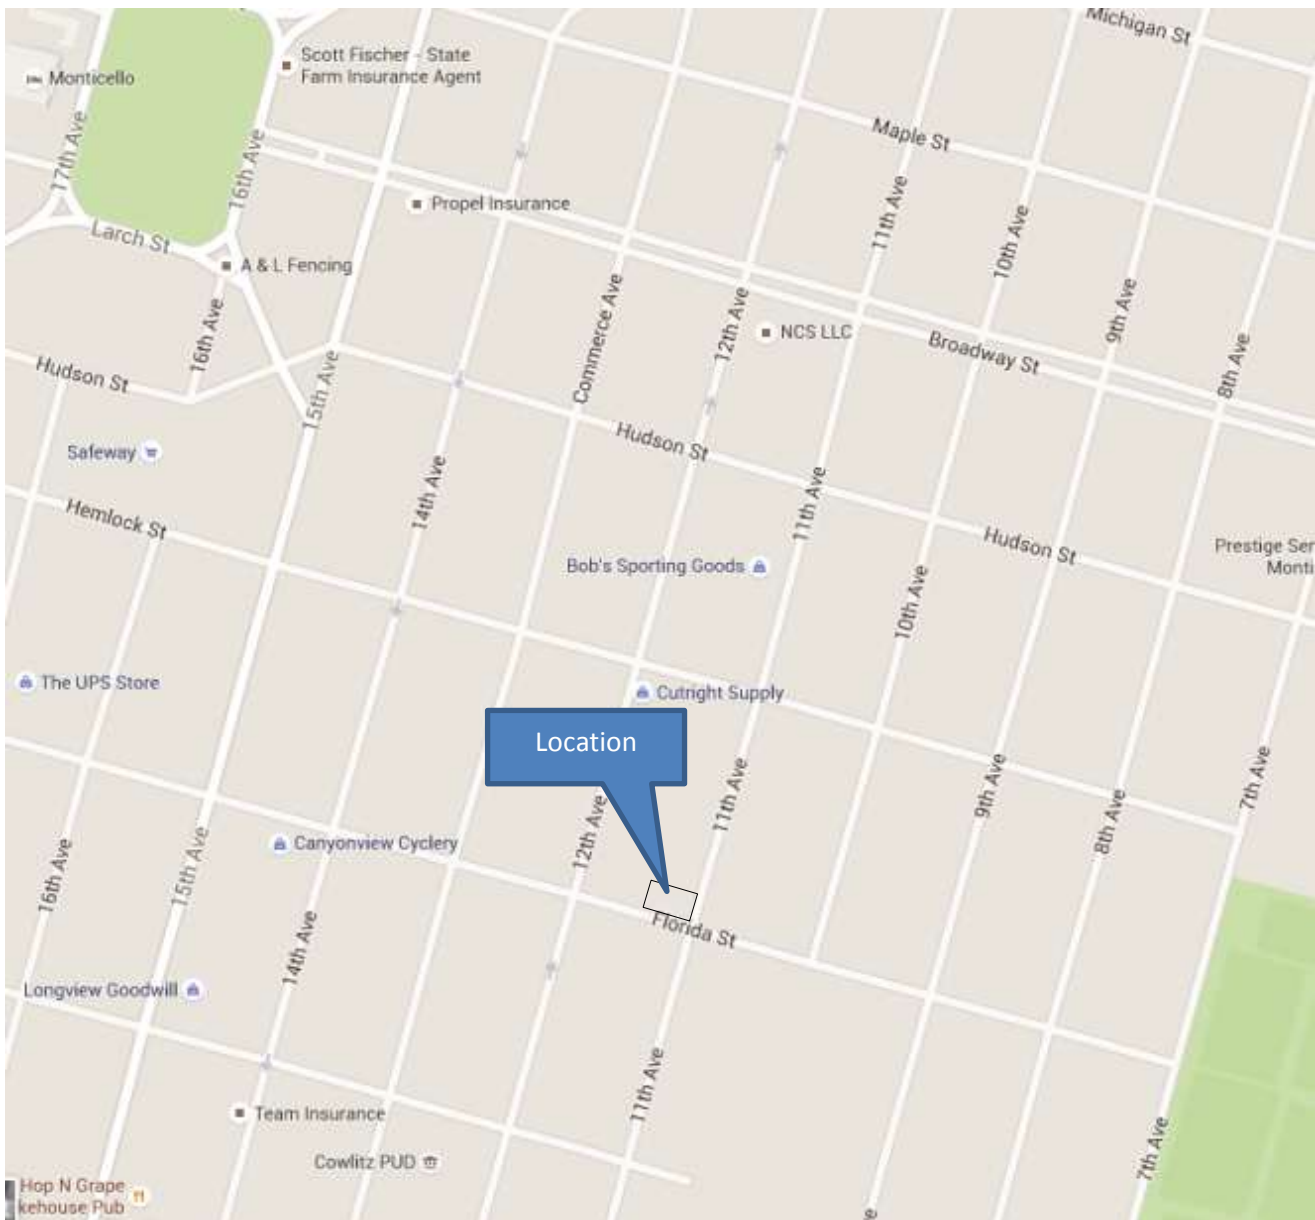 Michigan St
Scott Fischer - State
Farm Insurance Agent
Monticello
17th Ave
16th Ave
Maple St
Propel Insurance
11th Ave
10th Ave
Larch St
A & L Fencing
16th Ave
Commerce Ave
12th Ave
NCS LLC
Broadway St
9th Ave
8th Ave
Hudson St
15th Ave
Safeway
Hudson St
14th Ave
11th Ave
Hemlock St
Hudson St
Prestige Ser
Monti
Bob's Sporting Goods
10th Ave
The UPS Store
Cutright Supply
Location
11th Ave
9th Ave
8th Ave
7th Ave
Canyonview Cyclery
12th Ave
16th Ave
15th Ave
Florida St
14th Ave
Longview Goodwill
11th Ave
Team Insurance
Cowlitz PUD
7th Ave
Hop N Grape
kehouse Pub